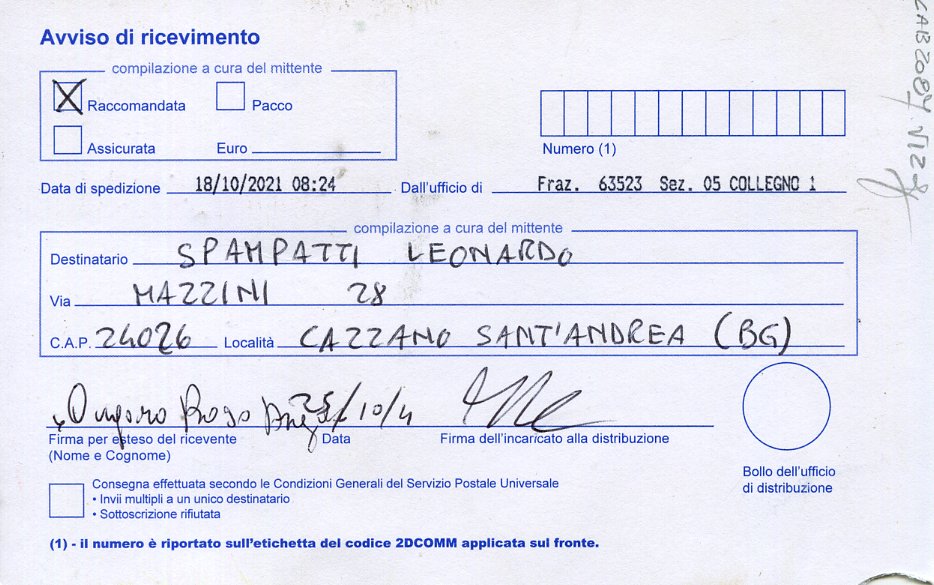 Avviso di ricevimento
compilazione a cura del mittente
X Raccomandata Pacco
Assicurata Euro
Numero (1)
Data di spedizione 18/10/2021 08:24 Dall'ufficio di Fraz. 63523 Sez. 05 COLLEGNO 1
compilazione a cura del mittente
Destinatario SPAMPATTI LEONARDO
Via MAZZINI 28
C.A.P. 24026 Località CAZZANO SANT'ANDREA (BG)
Firma per esteso del ricevente Data Firma dell'incaricato alla distribuzione
(Nome e Cognome)
Bollo dell'ufficio
di distribuzione
Consegna effettuata secondo le Condizioni Generali del Servizio Postale Universale
• Invii multipli a un unico destinatario
• Sottoscrizione rifiutata
(1) - il numero è riportato sull'etichetta del codice 2DCOMM applicata sul fronte.